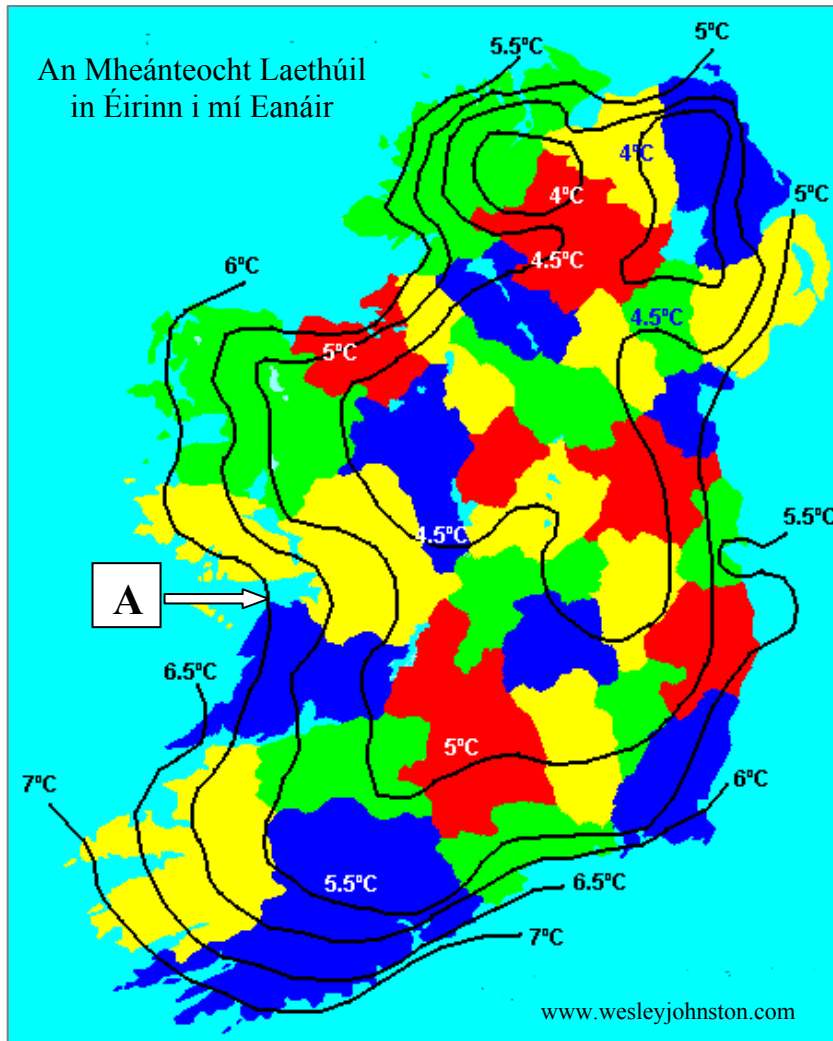 An Mheánteocht Laethúil
in Éirinn i mí Eanáir
5.5ºC
5ºC
4ºC
4ºC
5ºC
4.5ºC
6ºC
4.5ºC
5ºC
5.5ºC
4.5ºC
A
6.5ºC
5ºC
7ºC
6ºC
5.5ºC
6.5ºC
7ºC
www.wesleyjohnston.com